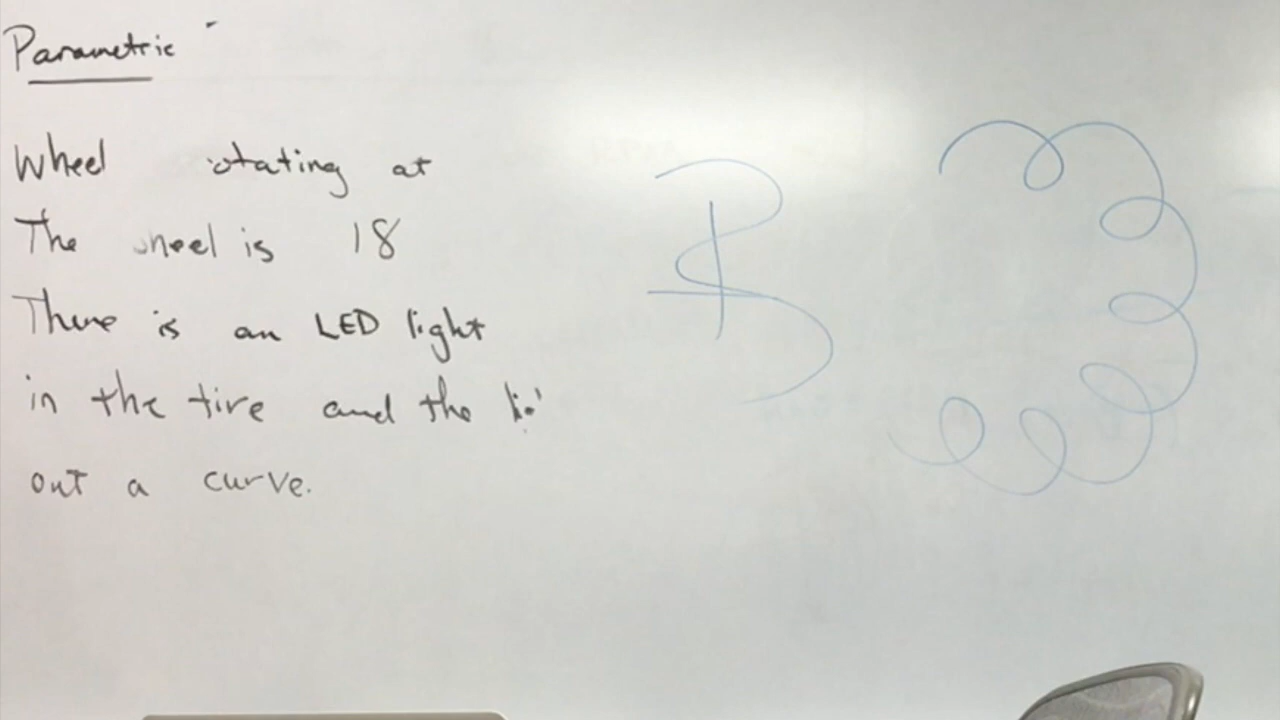 Parametric
Wheel rotating at
The wheel is 18
There is an LED light
in the tire and the
out a curve.